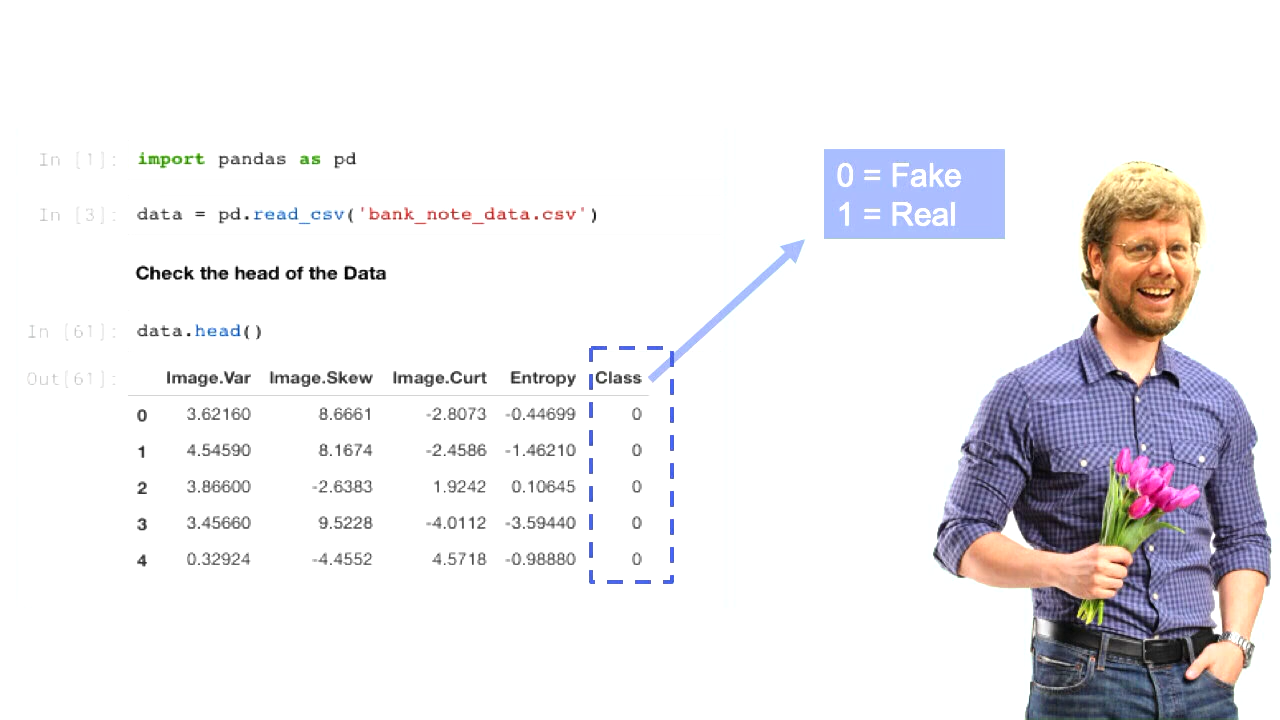 In [1]: import pandas as pd
In [3]: data = pd.read_csv('bank_note_data.csv')
Check the head of the Data
In [61]: data.head()
Out[61]:
Image.Var Image.Skew Image.Curt Entropy Class
0 3.62160 8.6661 -2.8073 -0.44699 0
1 4.54590 8.1674 -2.4586 -1.46210 0
2 3.86600 -2.6383 1.9242 0.10645 0
3 3.45660 9.5228 -4.0112 -3.59440 0
4 0.32924 -4.4552 4.5718 -0.98880 0
0 = Fake
1 = Real